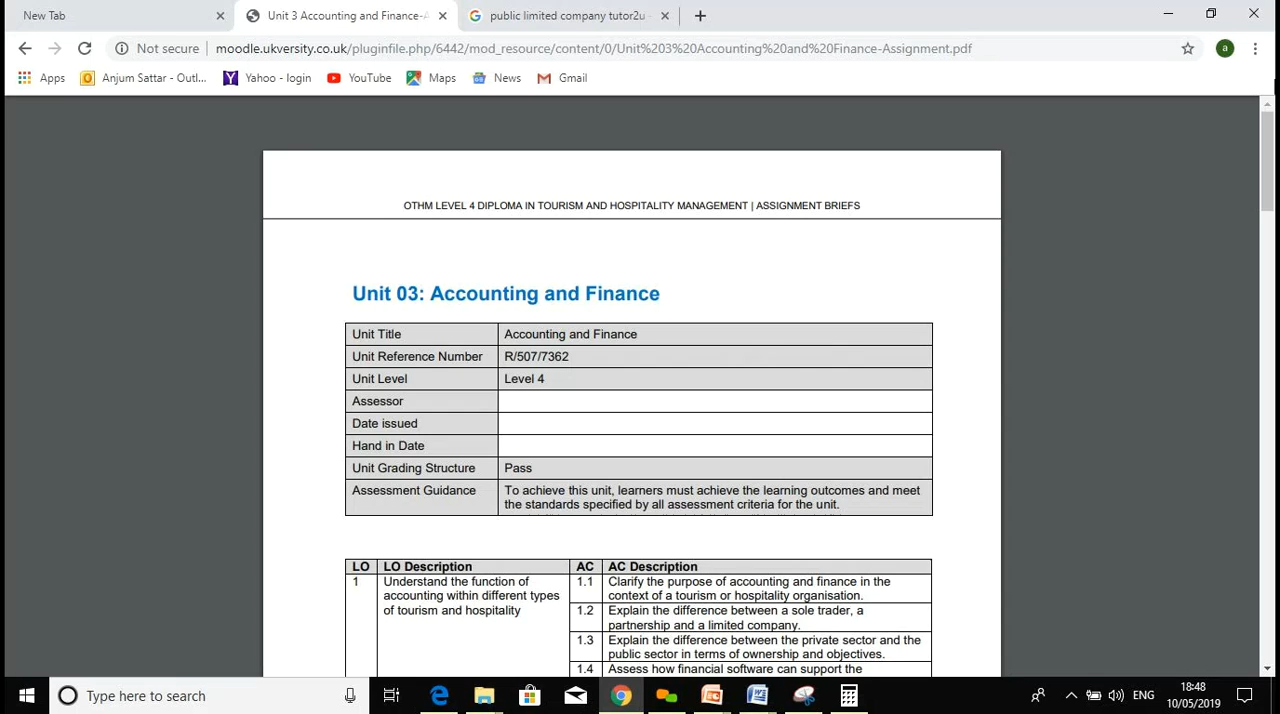 New Tab
Unit 3 Accounting and Finance-A
public limited company tutor2u -
Not secure
moodle.ukversity.co.uk/pluginfile.php/6442/mod_resource/content/0/Unit%203%20Accounting%20and%20Finance-Assignment.pdf
a
Apps
Anjum Sattar - Outl...
Yahoo - login
YouTube
Maps
News
Gmail
OTHM LEVEL 4 DIPLOMA IN TOURISM AND HOSPITALITY MANAGEMENT | ASSIGNMENT BRIEFS
Unit 03: Accounting and Finance
Unit Title Accounting and Finance
Unit Reference Number R/507/7362
Unit Level Level 4
Assessor
Date issued
Hand in Date
Unit Grading Structure Pass
Assessment Guidance To achieve this unit, learners must achieve the learning outcomes and meet
the standards specified by all assessment criteria for the unit.
LO LO Description AC AC Description
1 Understand the function of 1.1 Clarify the purpose of accounting and finance in the
accounting within different types context of a tourism or hospitality organisation.
of tourism and hospitality 1.2 Explain the difference between a sole trader, a
partnership and a limited company.
1.3 Explain the difference between the private sector and the
public sector in terms of ownership and objectives.
1.4 Assess how financial software can support the
Type here to search
ENG
18:48
10/05/2019